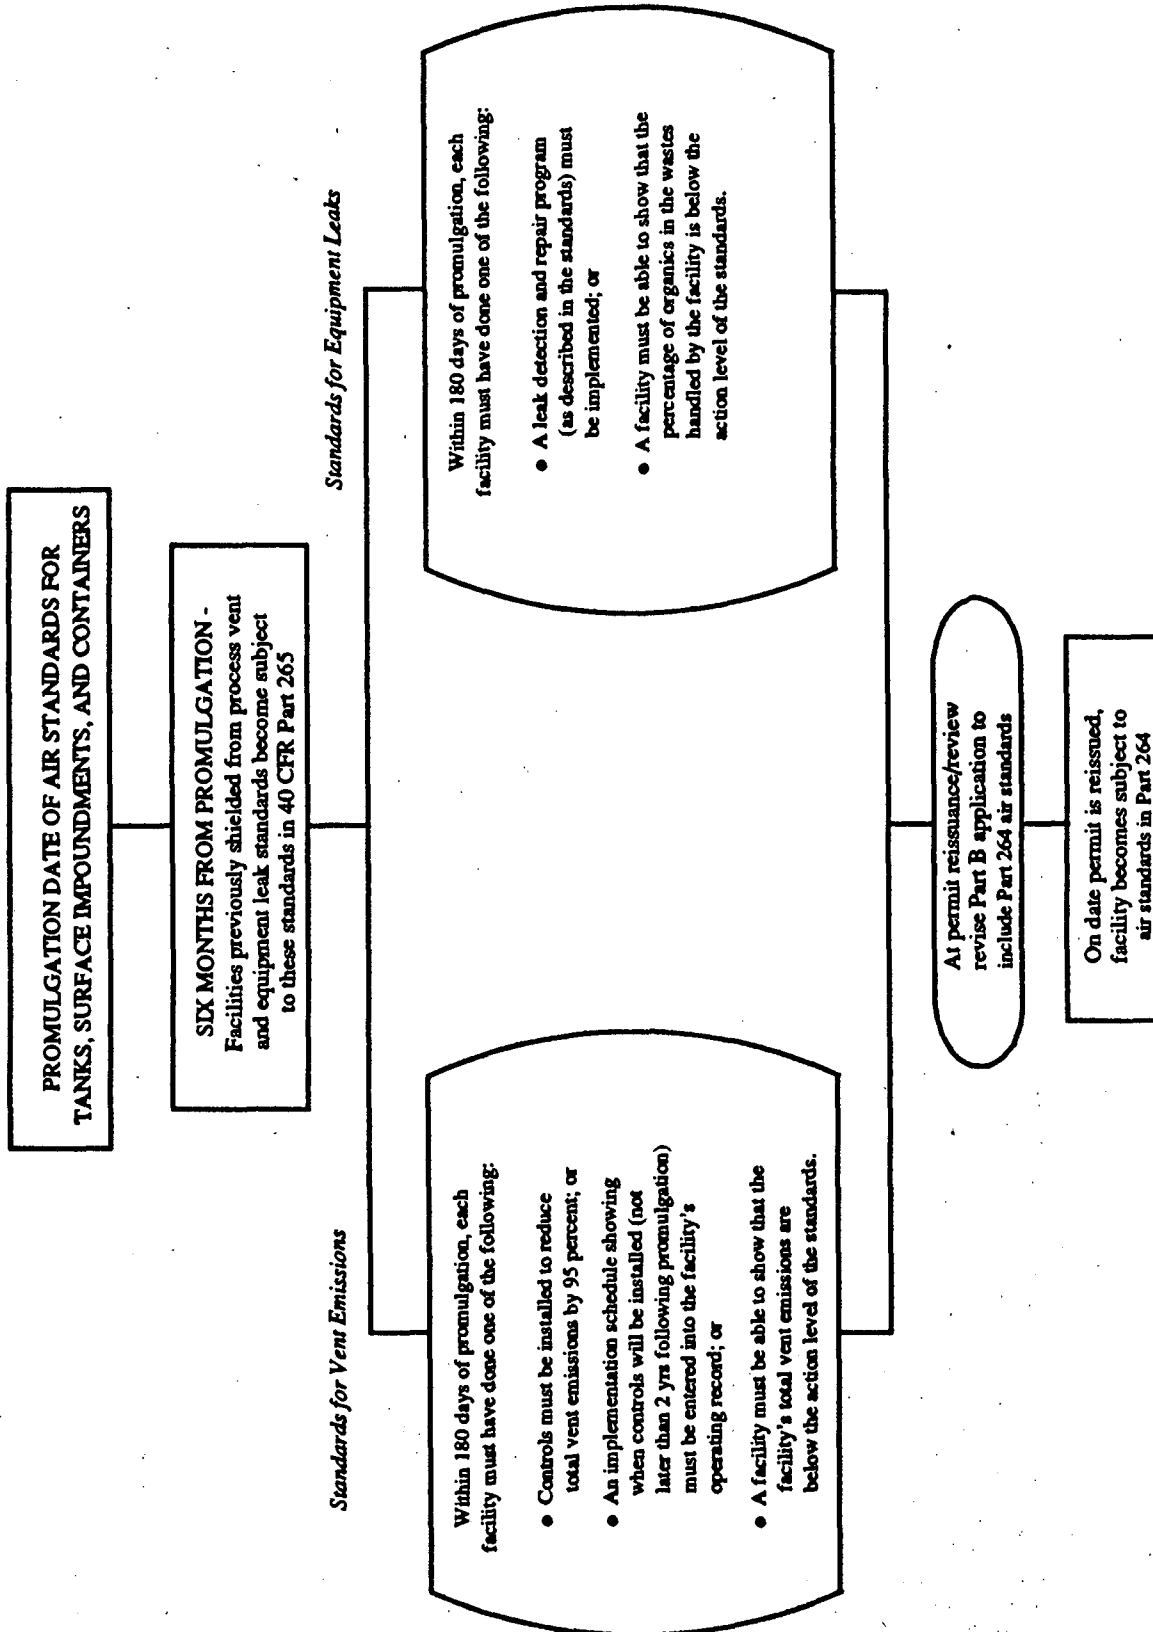 PROMULGATION DATE OF AIR STANDARDS FOR
TANKS, SURFACE IMPOUNDMENTS, AND CONTAINERS
SIX MONTHS FROM PROMULGATION -
Facilities previously shielded from process vent
and equipment leak standards become subject
to these standards in 40 CFR Part 265
Standards for Vent Emissions
Within 180 days of promulgation, each
facility must have done one of the following:
● Controls must be installed to reduce
total vent emissions by 95 percent; or
● An implementation schedule showing
when controls will be installed (not
later than 2 yrs following promulgation)
must be entered into the facility's
operating record; or
● A facility must be able to show that the
facility's total vent emissions are
below the action level of the standards.
Standards for Equipment Leaks
Within 180 days of promulgation, each
facility must have done one of the following:
● A leak detection and repair program
(as described in the standards) must
be implemented; or
● A facility must be able to show that the
percentage of organics in the wastes
handled by the facility is below the
action level of the standards.
At permit reissuance/review
revise Part B application to
include Part 264 air standards
On date permit is reissued,
facility becomes subject to
air standards in Part 264